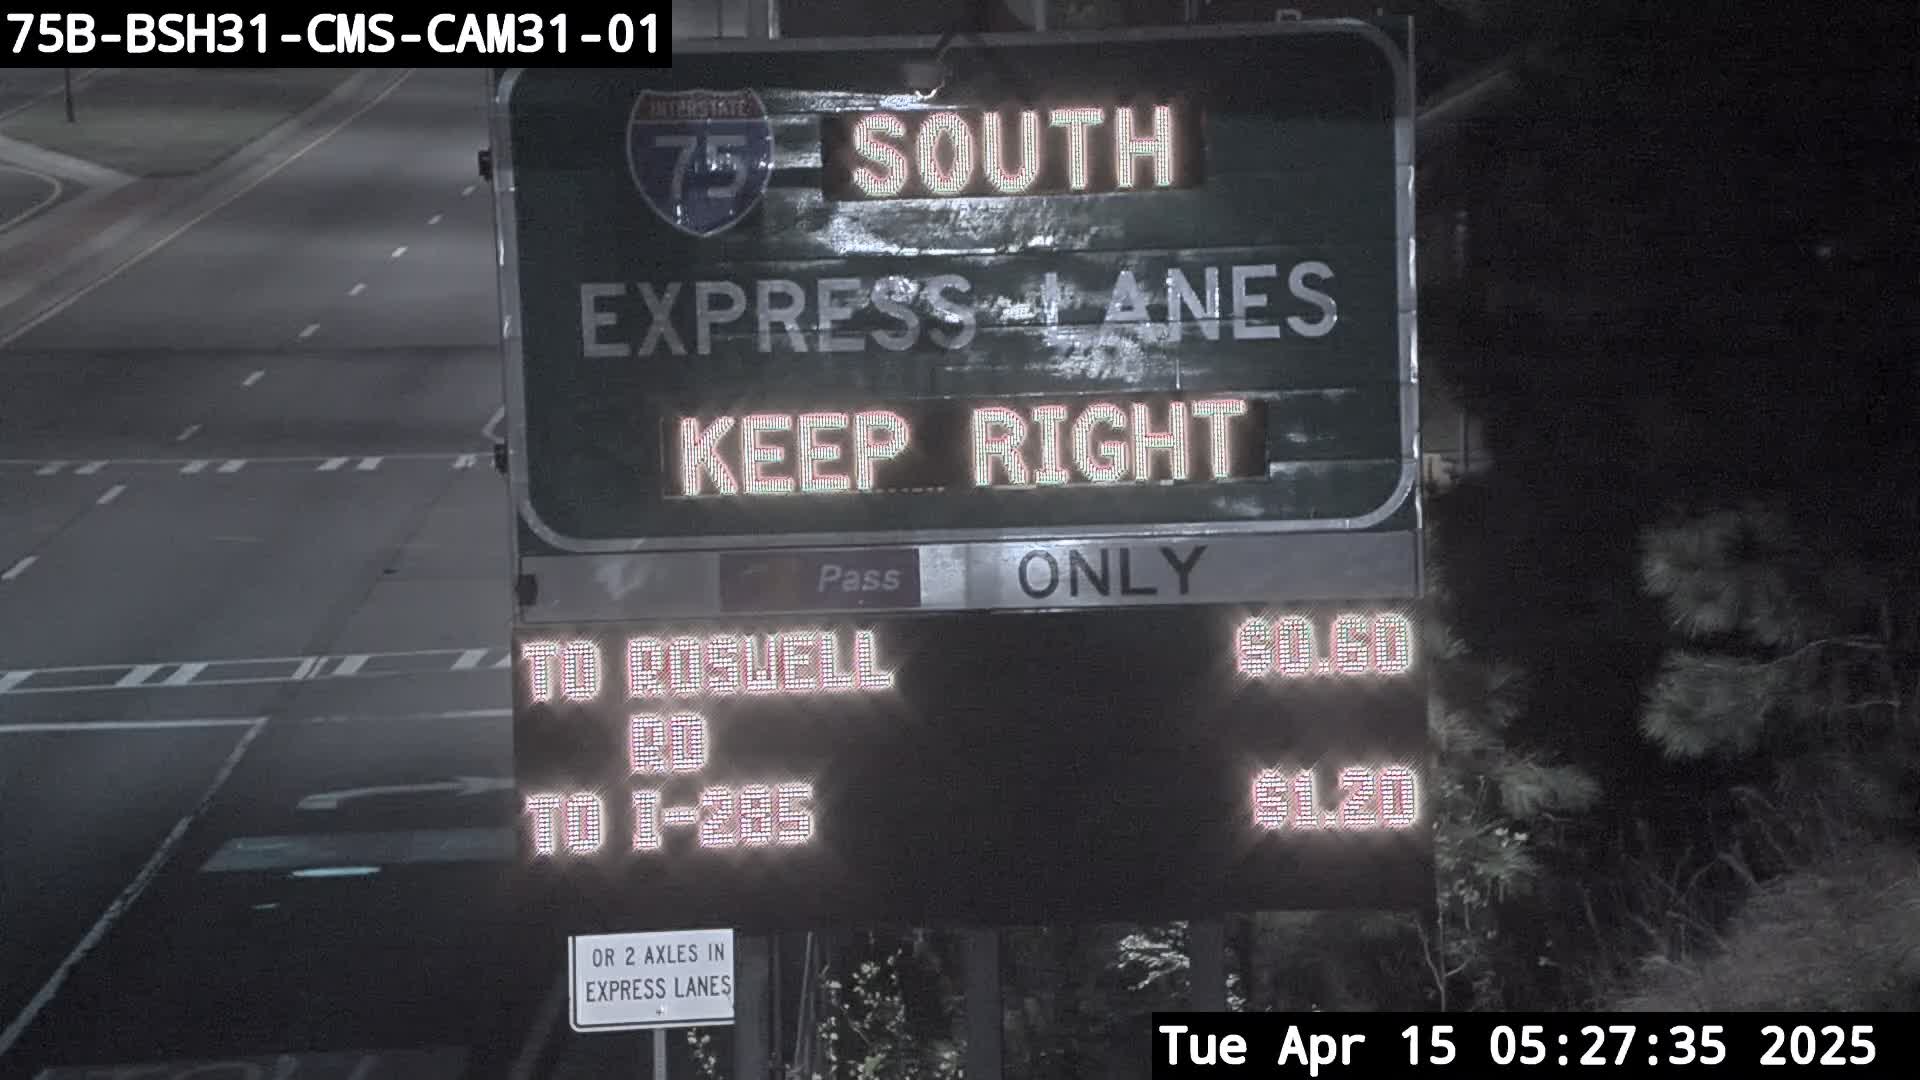 75B-BSH31-CMS-CAM31-01
INTERSTATE
75
SOUTH
EXPRESS LANES
KEEP RIGHT
Pass ONLY
TO ROSWELL $0.60
RD
TO I-285 $1.20
OR 2 AXLES IN
EXPRESS LANES
Tue Apr 15 05:27:35 2025